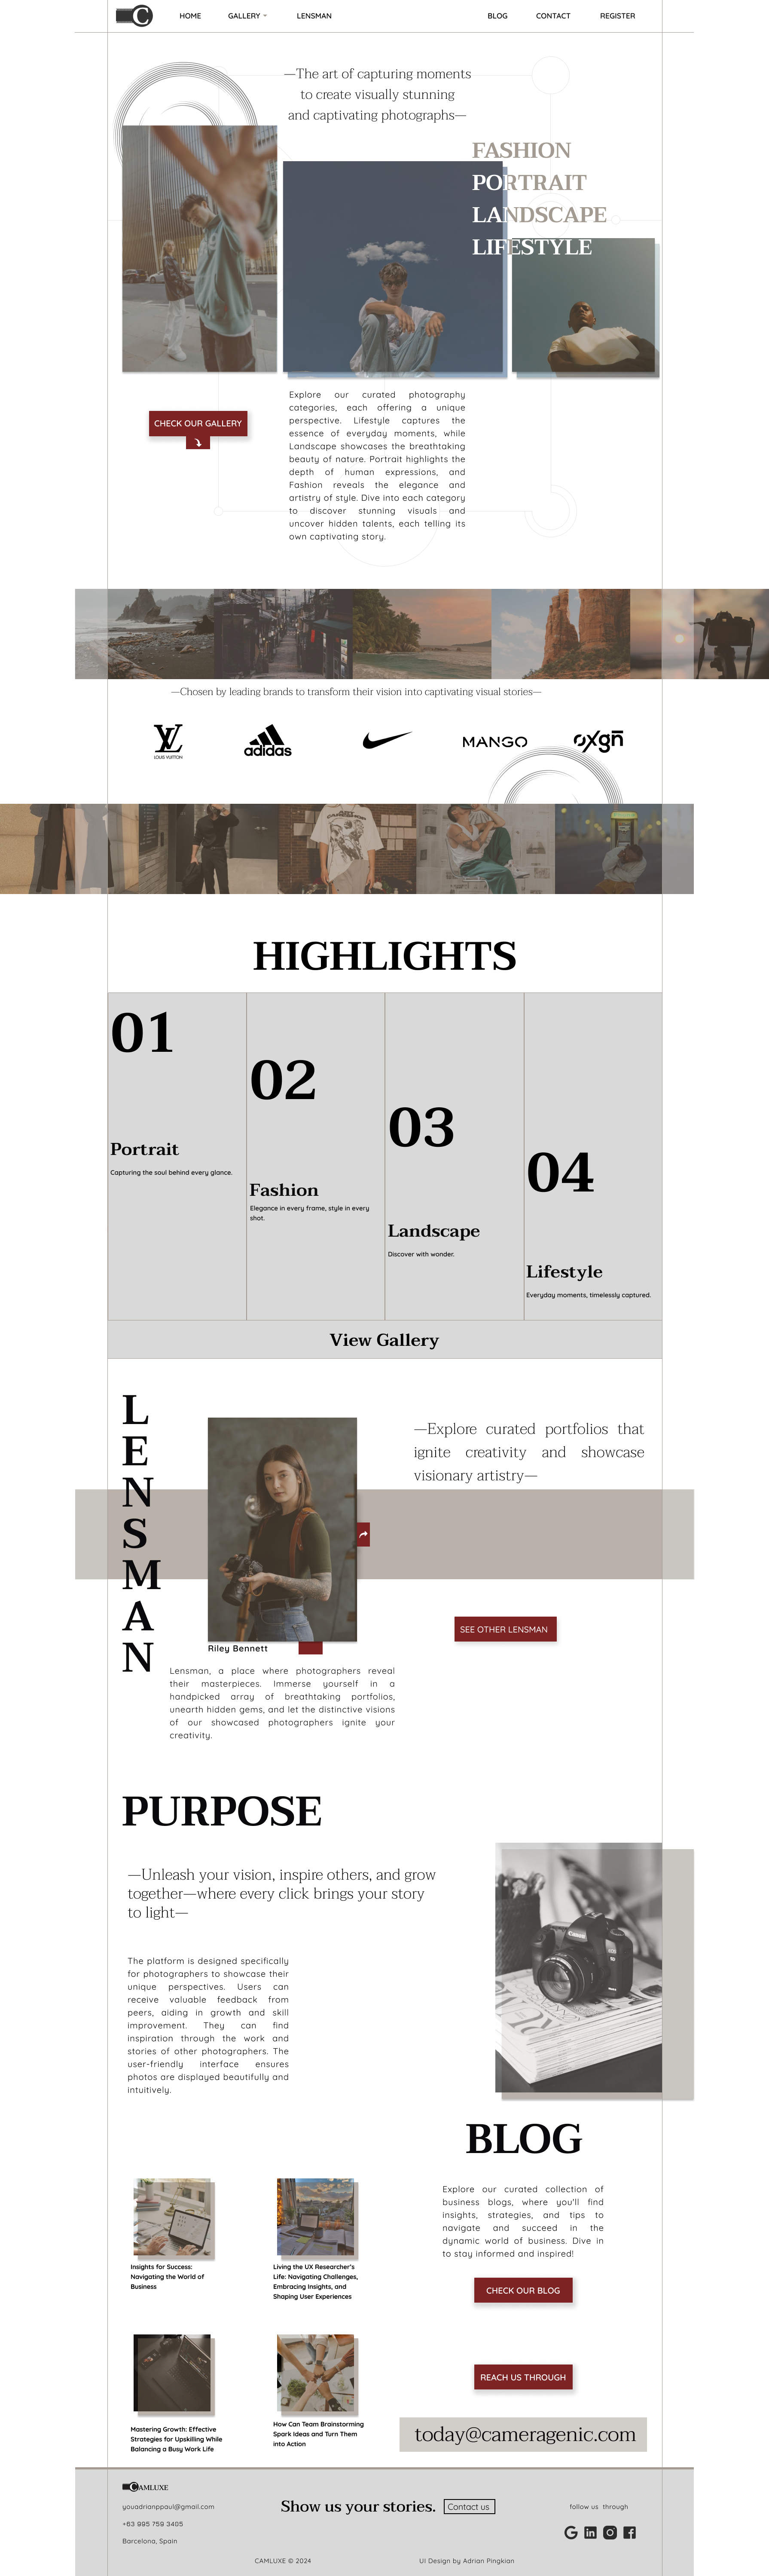 C
HOME
GALLERY
LENSMAN
BLOG
CONTACT
REGISTER
—The art of capturing moments
to create visually stunning
and captivating photographs—
FASHION
PORTRAIT
LANDSCAPE
LIFESTYLE
CHECK OUR GALLERY
Explore our curated photography
categories, each offering a unique
perspective. Lifestyle captures the
essence of everyday moments, while
Landscape showcases the breathtaking
beauty of nature. Portrait highlights the
depth of human expressions, and
Fashion reveals the elegance and
artistry of style. Dive into each category
to discover stunning visuals and
uncover hidden talents, each telling its
own captivating story.
—Chosen by leading brands to transform their vision into captivating visual stories—
LV
LOUIS VUITTON
adidas
MANGO
oxgn
HIGHLIGHTS
01
Portrait
Capturing the soul behind every glance.
02
Fashion
Elegance in every frame, style in every
shot.
03
Landscape
Discover with wonder.
04
Lifestyle
Everyday moments, timelessly captured.
View Gallery
LENSMAN
—Explore curated portfolios that
ignite creativity and showcase
visionary artistry—
SEE OTHER LENSMAN
Riley Bennett
Lensman, a place where photographers reveal
their masterpieces. Immerse yourself in a
handpicked array of breathtaking portfolios,
unearth hidden gems, and let the distinctive visions
of our showcased photographers ignite your
creativity.
PURPOSE
—Unleash your vision, inspire others, and grow
together—where every click brings your story
to light—
The platform is designed specifically
for photographers to showcase their
unique perspectives. Users can
receive valuable feedback from
peers, aiding in growth and skill
improvement. They can find
inspiration through the work and
stories of other photographers. The
user-friendly interface ensures
photos are displayed beautifully and
intuitively.
Canon
BLOG
Explore our curated collection of
business blogs, where you'll find
insights, strategies, and tips to
navigate and succeed in the
dynamic world of business. Dive in
to stay informed and inspired!
CHECK OUR BLOG
Insights for Success:
Navigating the World of
Business
Living the UX Researcher's
Life: Navigating Challenges,
Embracing Insights, and
Shaping User Experiences
Mastering Growth: Effective
Strategies for Upskilling While
Balancing a Busy Work Life
How Can Team Brainstorming
Spark Ideas and Turn Them
into Action
REACH US THROUGH
today@cameragenic.com
CAMLUXE
youadrianppaul@gmail.com
+63 995 759 3405
Barcelona, Spain
Show us your stories.
Contact us
follow us through
CAMLUXE © 2024
UI Design by Adrian Pingkian